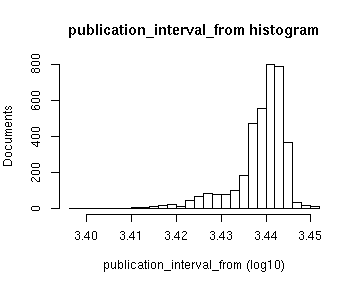 publication_interval_from histogram
Documents
800
600
400
200
0
3.40 3.41 3.42 3.43 3.44 3.45
publication_interval_from (log10)